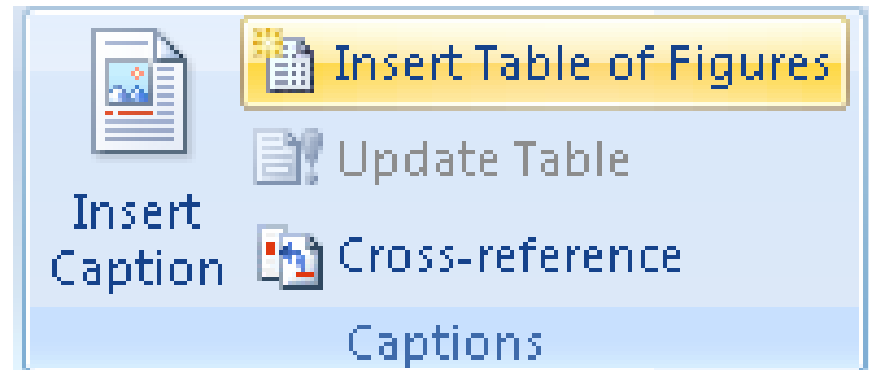 Insert
Caption
Insert Table of Figures
Update Table
Cross-reference
Captions